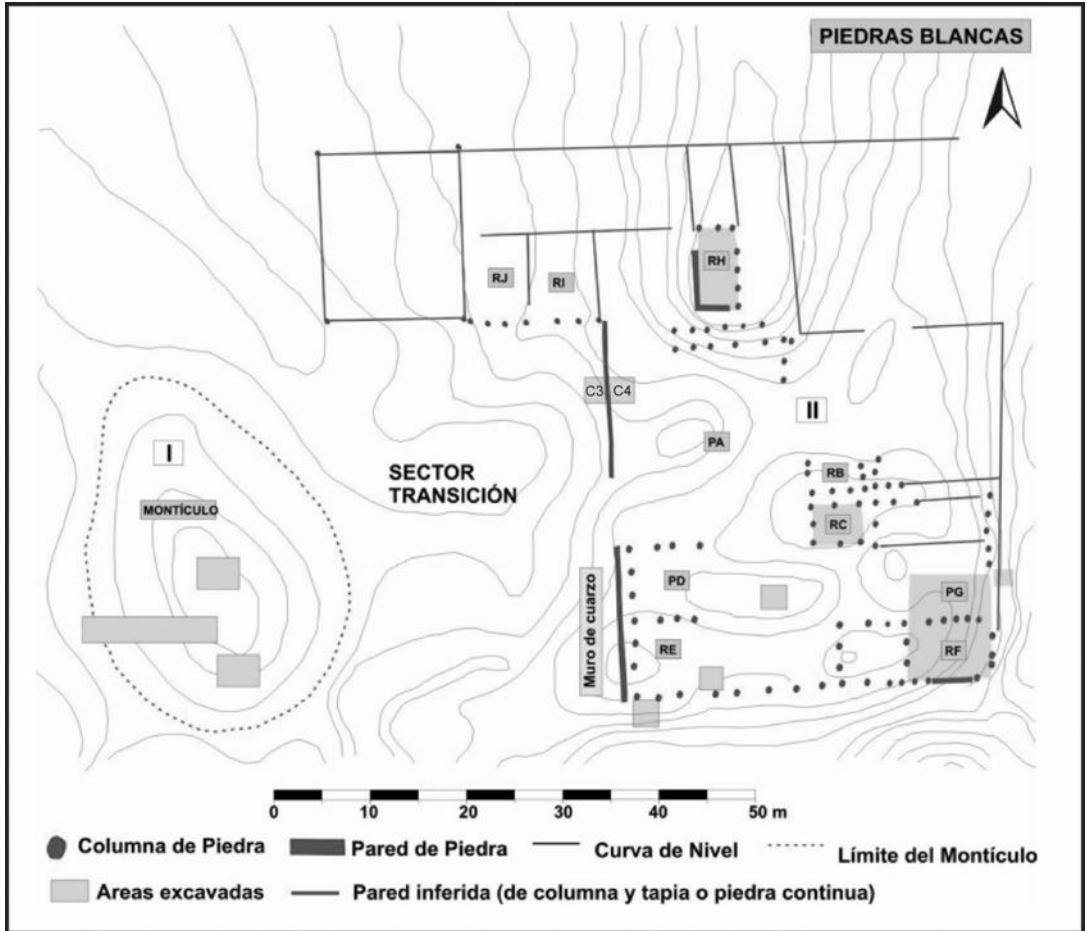 PIEDRAS BLANCAS
RH
RJ
RI
C3 C4
II
PA
I
SECTOR
TRANSICIÓN
RB
MONTÍCULO
RC
PD
PG
Muro de cuarzo
RE
RF
0 10 20 30 40 50 m
Columna de Piedra
Pared de Piedra
Curva de Nivel
Límite del Montículo
Areas excavadas
Pared inferida (de columna y tapia o piedra continua)